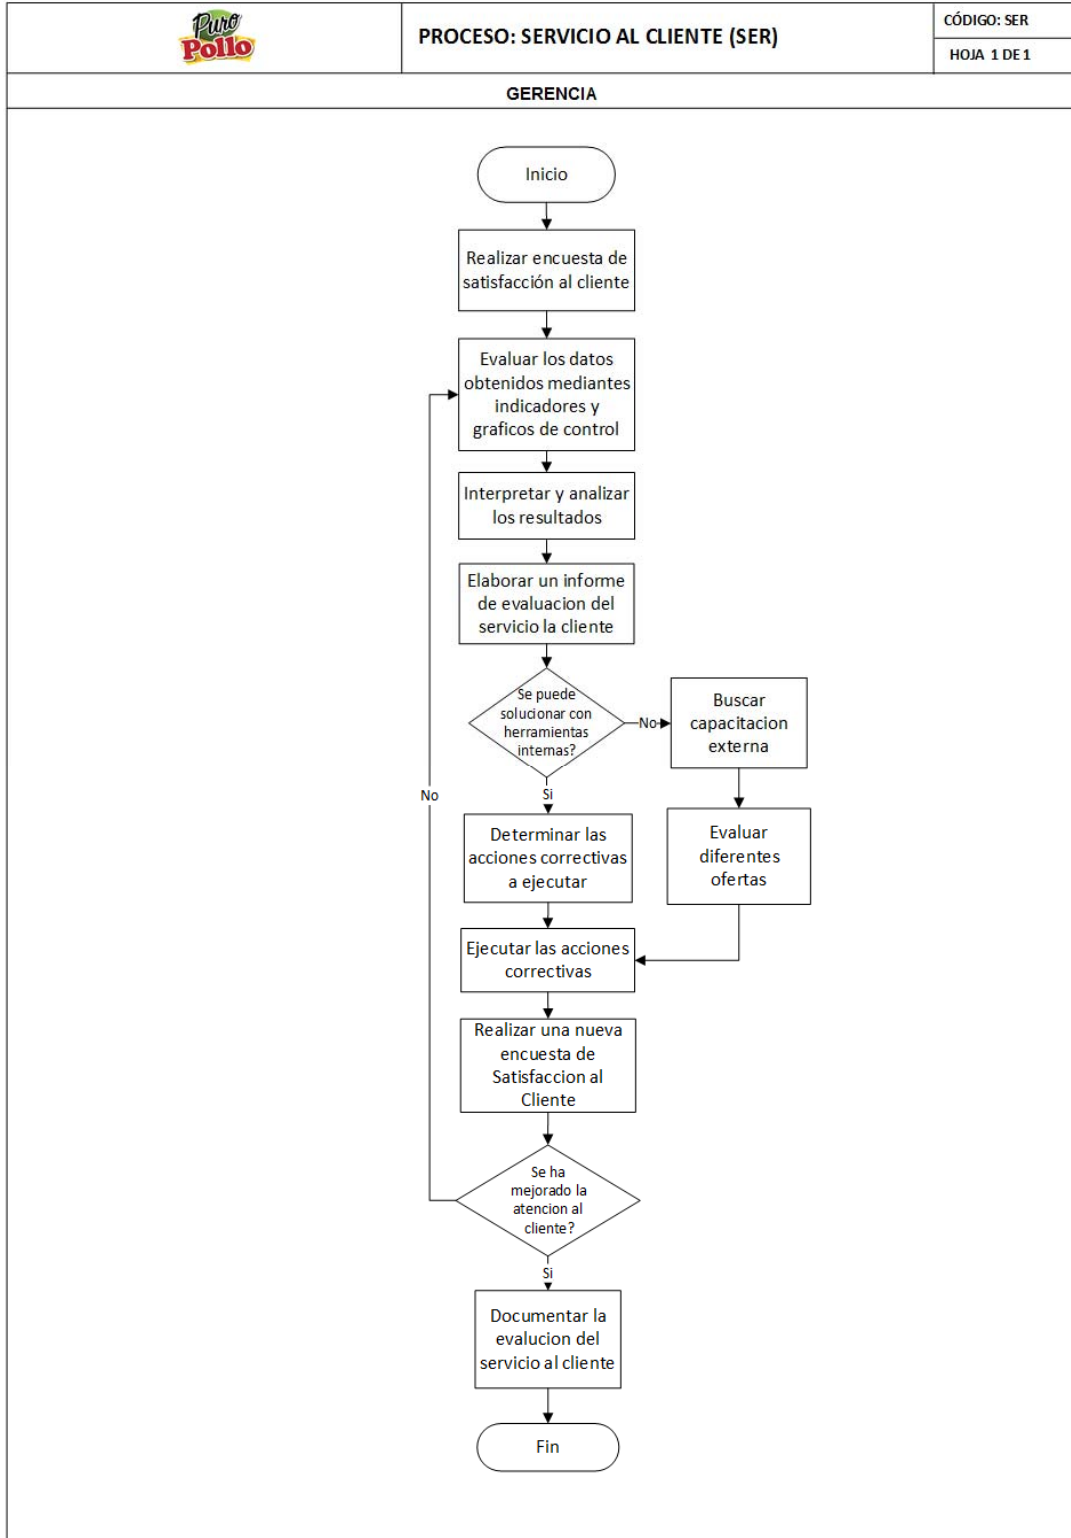 Puro
Pollo
PROCESO: SERVICIO AL CLIENTE (SER)
CÓDIGO: SER
HOJA 1 DE 1
GERENCIA
Inicio
Realizar encuesta de
satisfacción al cliente
Evaluar los datos
obtenidos mediantes
indicadores y
graficos de control
Interpretar y analizar
los resultados
Elaborar un informe
de evaluacion del
servicio la cliente
Se puede
solucionar con
herramientas
internas?
No
Buscar
capacitacion
externa
Si
No
Determinar las
acciones correctivas
a ejecutar
Evaluar
diferentes
ofertas
Ejecutar las acciones
correctivas
Realizar una nueva
encuesta de
Satisfaccion al
Cliente
Se ha
mejorado la
atencion al
cliente?
Si
Documentar la
evalucion del
servicio al cliente
Fin